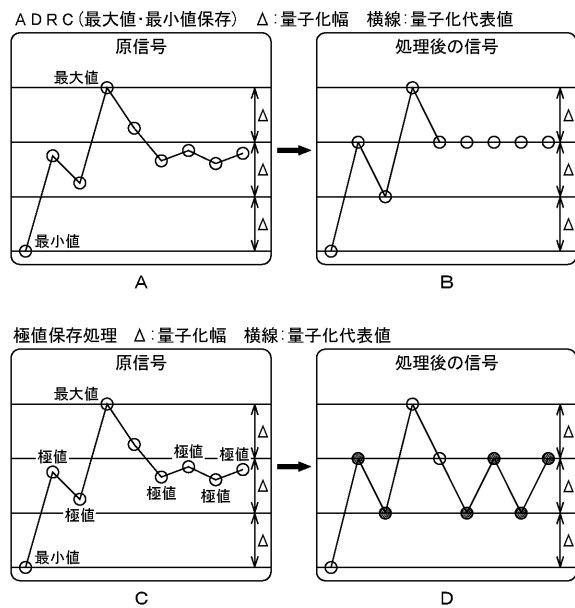 ADRC(最大値・最小値保存) Δ:量子化幅 横線:量子化代表値
原信号
最大値
最小値
Δ
Δ
Δ
A
処理後の信号
Δ
Δ
Δ
B
極値保存処理 Δ:量子化幅 横線:量子化代表値
原信号
最大値
極値
極値
極値
極値
極値
極値
最小値
Δ
Δ
Δ
C
処理後の信号
Δ
Δ
Δ
D